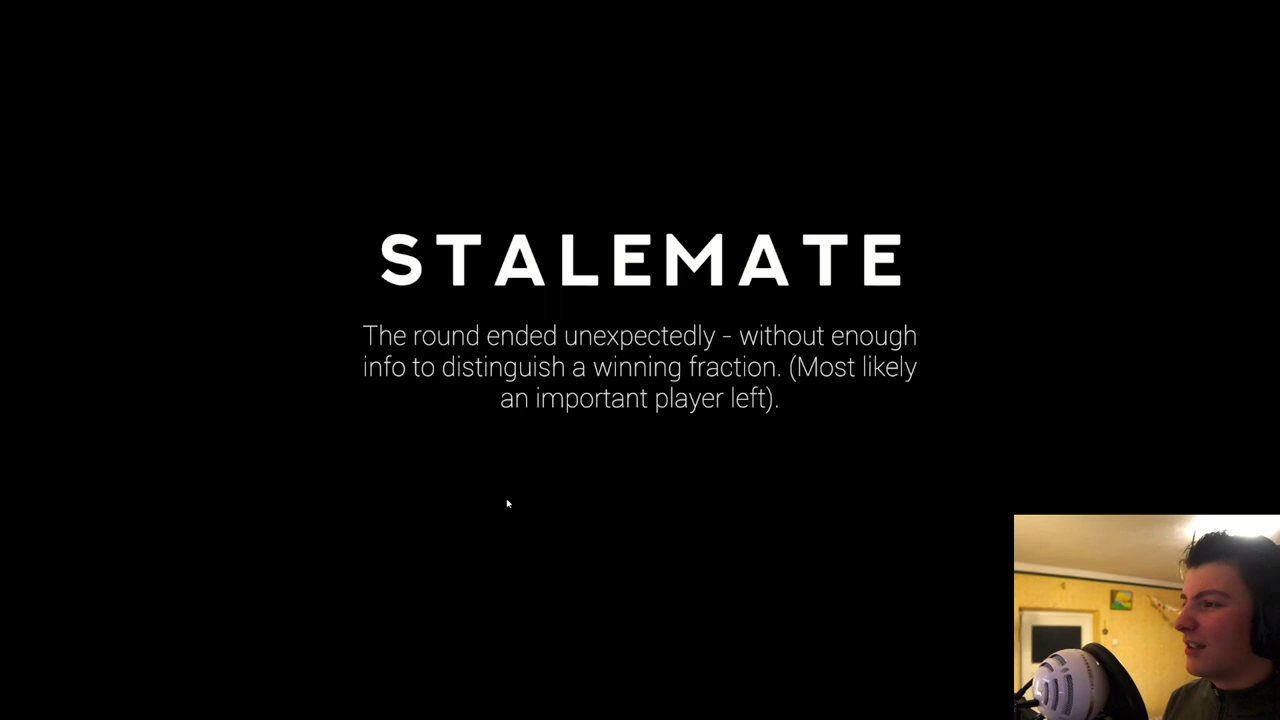 STALEMATE
The round ended unexpectedly - without enough
info to distinguish a winning fraction. (Most likely
an important player left).